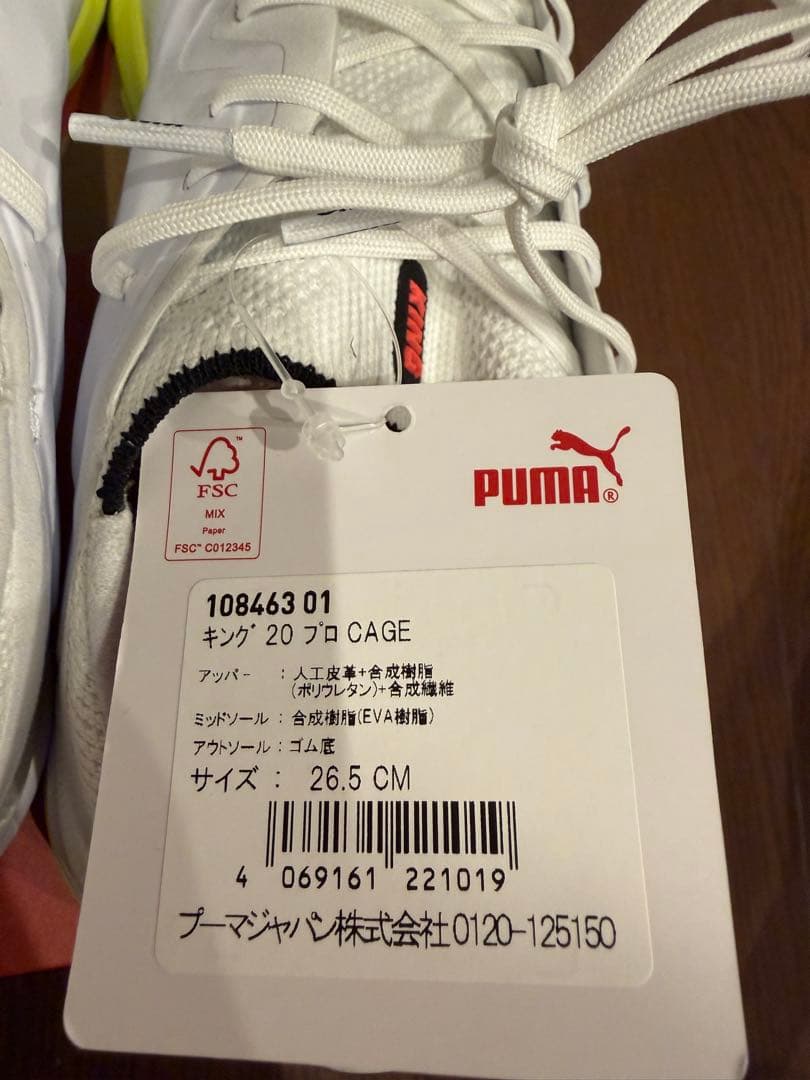 KING
FSC™
MIX
Paper
FSC™ C012345
PUMA®
108463 01
キング 20 プロ CAGE
アッパー : 人工皮革+合成樹脂
(ポリウレタン)+合成繊維
ミッドソール : 合成樹脂(EVA樹脂)
アウトソール : ゴム底
サイズ : 26.5 CM
4 069161 221019
プーマジャパン株式会社0120-125150